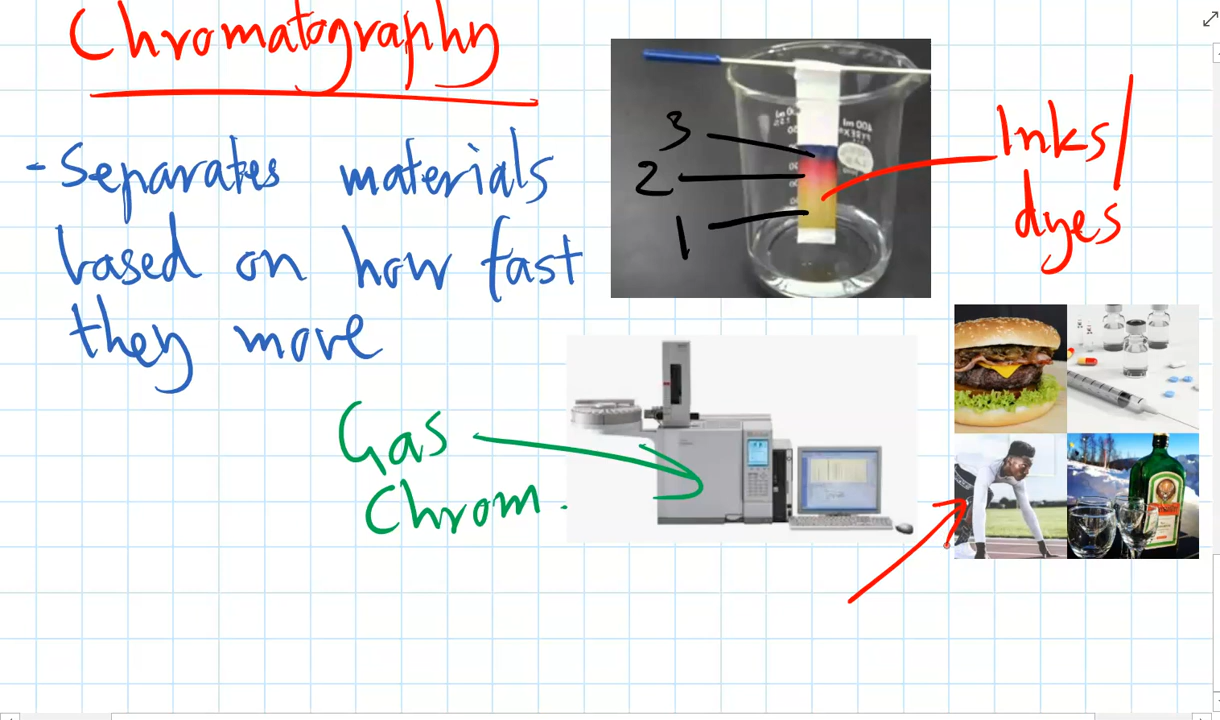 Chromatography
- Separates materials
based on how fast
they move
3
2
1
Inks/
dyes
Gas
Chrom.